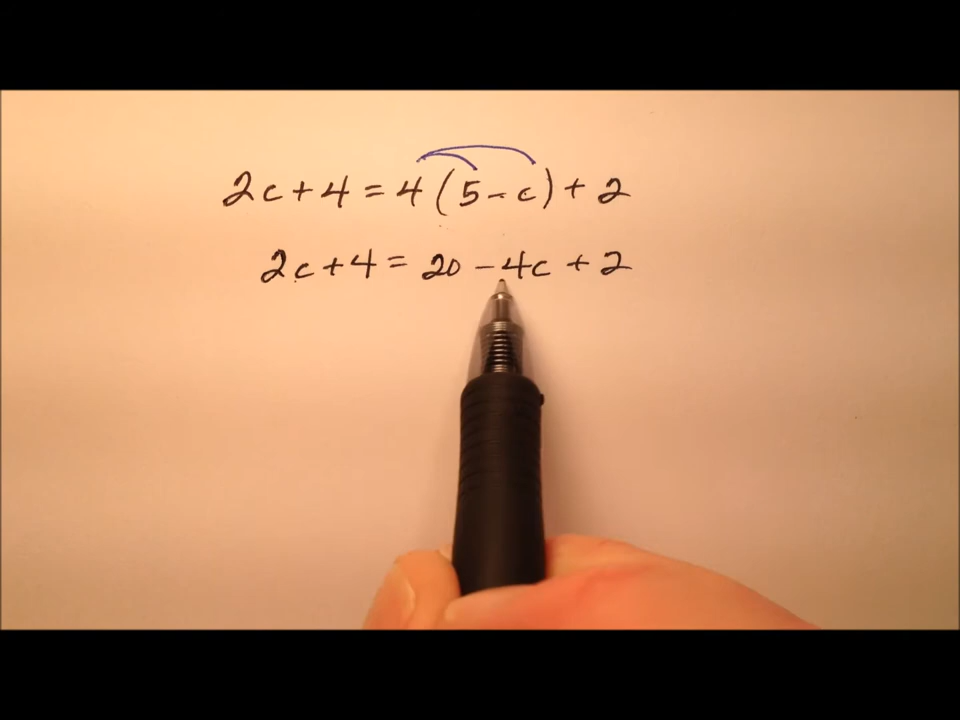 2c + 4 = 4 (5 - c) + 2
2c + 4 = 20 - 4c + 2